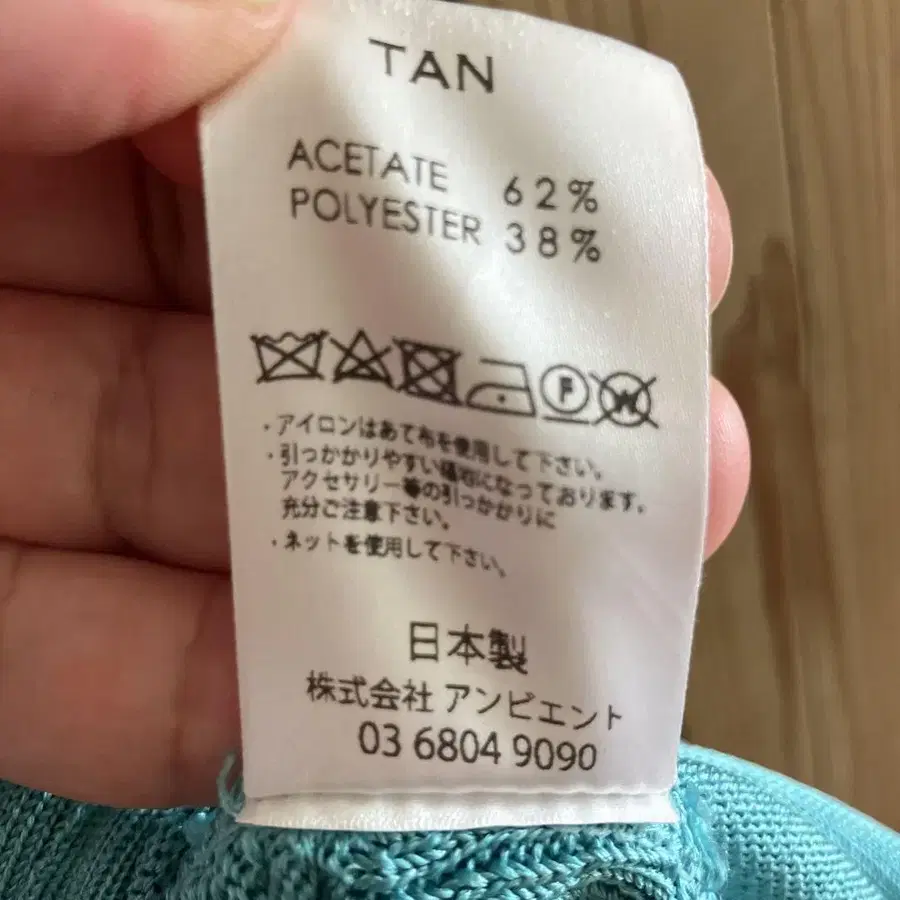 TAN
ACETATE 62%
POLYESTER 38%
F W
・アイロンはあて布を使用して下さい。
・引っかかりやすい編地になっております。
アクセサリー等の引っかかりに
充分ご注意下さい。
・ネットを使用して下さい。
日本製
株式会社 アンビエント
03 6804 9090